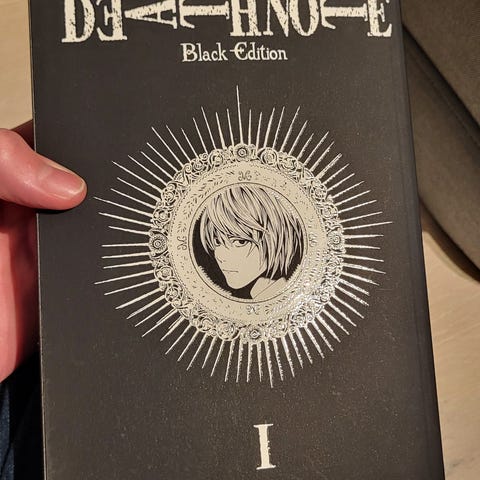 DEATH NOTE
Black Edition
I